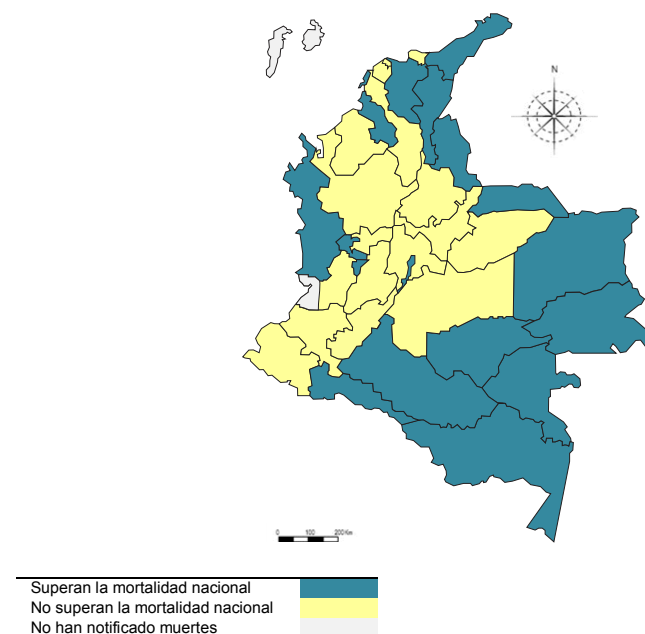 N
0 100 200 Km
Superan la mortalidad nacional
No superan la mortalidad nacional
No han notificado muertes